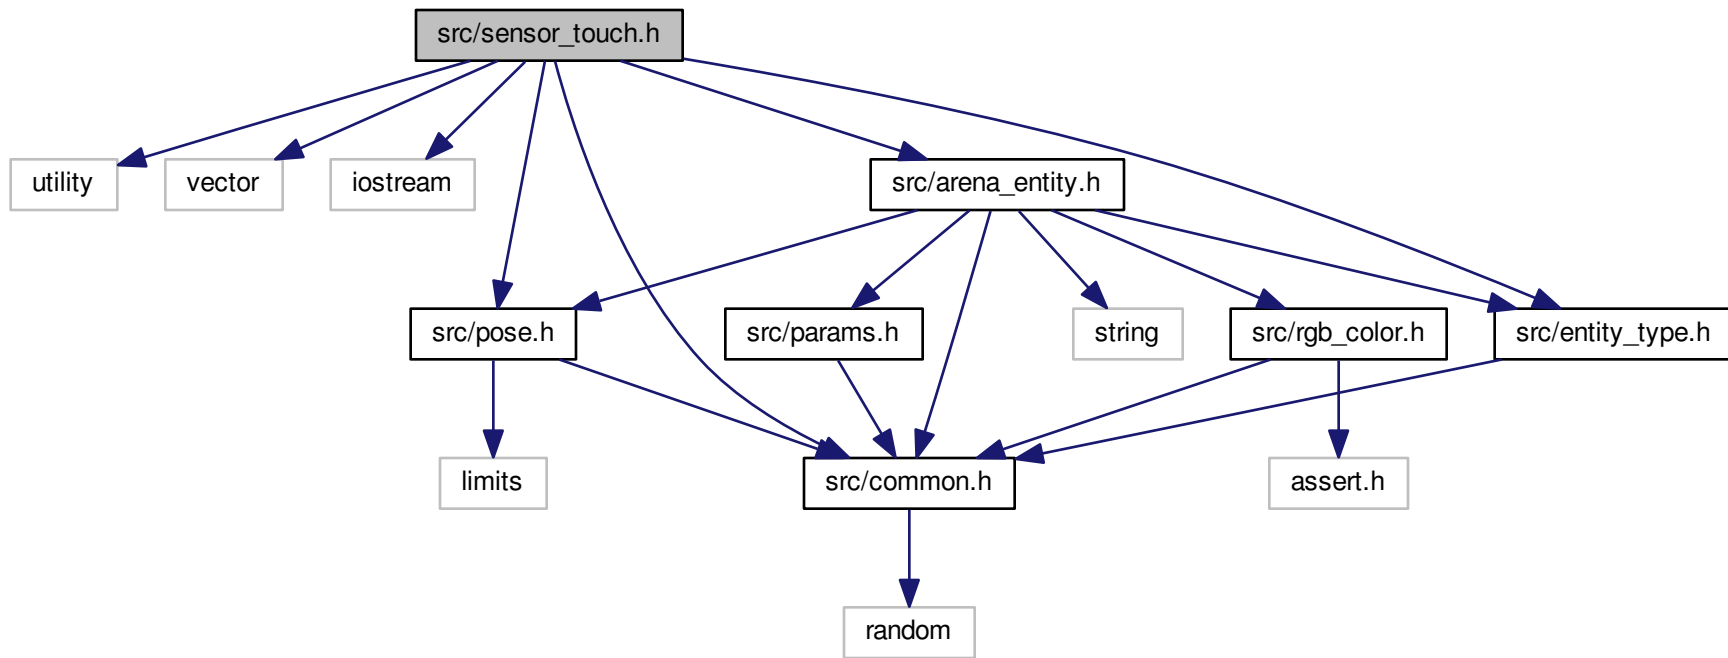 src/sensor_touch.h
utility
vector
iostream
src/arena_entity.h
src/pose.h
src/params.h
string
src/rgb_color.h
src/entity_type.h
limits
src/common.h
assert.h
random